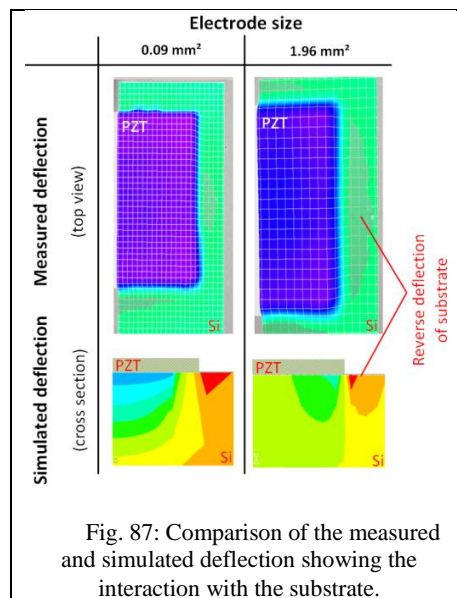 Electrode size
0.09 mm²
1.96 mm²
Measured deflection
(top view)
PZT
Si
PZT
Si
Reverse deflection
of substrate
Simulated deflection
(cross section)
PZT
Si
PZT
Si
Fig. 87: Comparison of the measured
and simulated deflection showing the
interaction with the substrate.